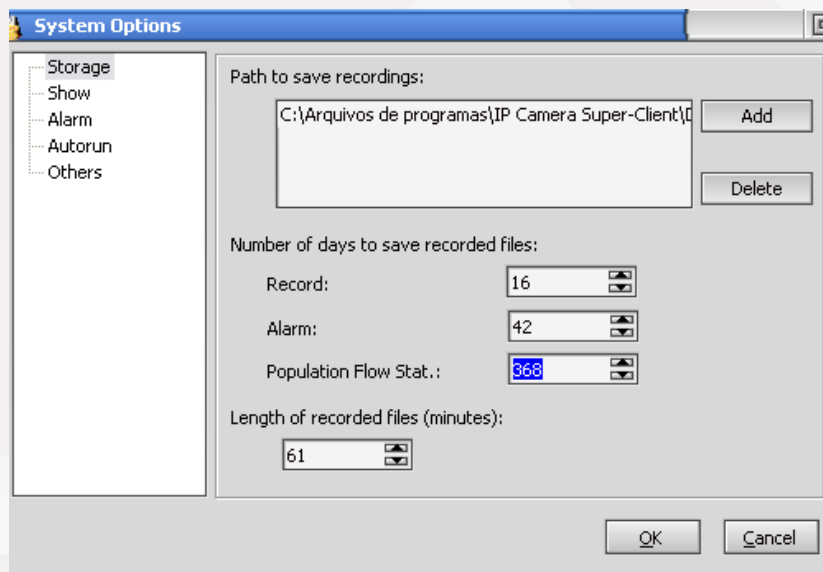 System Options
Storage
Show
Alarm
Autorun
Others
Path to save recordings:
C:\Arquivos de programas\IP Camera Super-Client\D
Add
Delete
Number of days to save recorded files:
Record: 16
Alarm: 42
Population Flow Stat.: 368
Length of recorded files (minutes):
61
OK Cancel